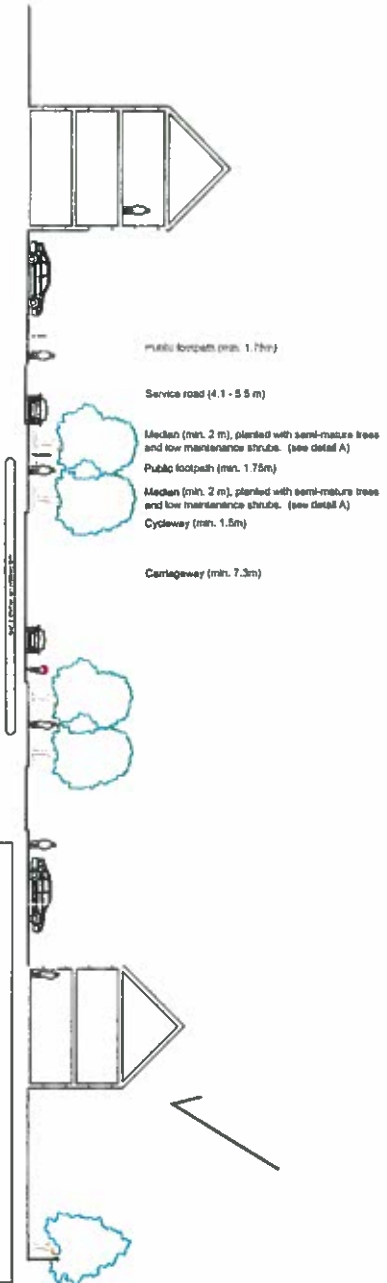 Public footpath (min. 1.75m)
Service road (4.1 - 5.5 m)
Median (min. 2 m), planted with semi-mature trees
and low maintenance shrubs. (see detail A)
Public footpath (min. 1.75m)
Median (min. 2 m), planted with semi-mature trees
and low maintenance shrubs. (see detail A)
Cycleway (min. 1.5m)
Carriageway (min. 7.3m)